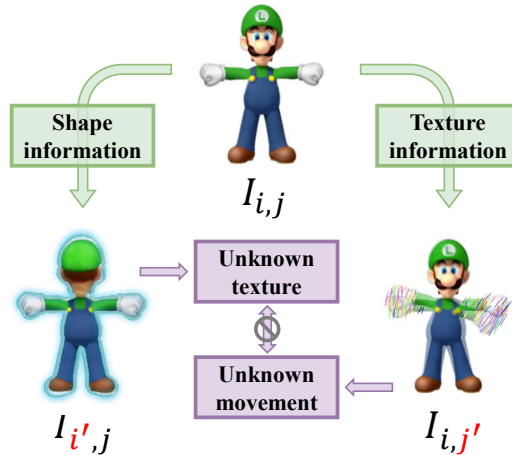 L
Shape
information
Texture
information
I_{i,j}
L
Unknown
texture
Unknown
movement
I_{i',j}
I_{i,j'}